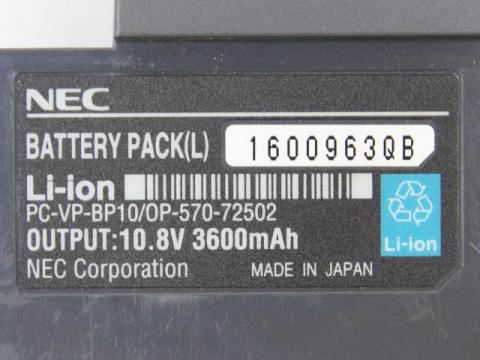 NEC
BATTERY PACK(L) 1600963QB
Li-ion
PC-VP-BP10/OP-570-72502
OUTPUT:10.8V 3600mAh
Li-ion
NEC Corporation MADE IN JAPAN